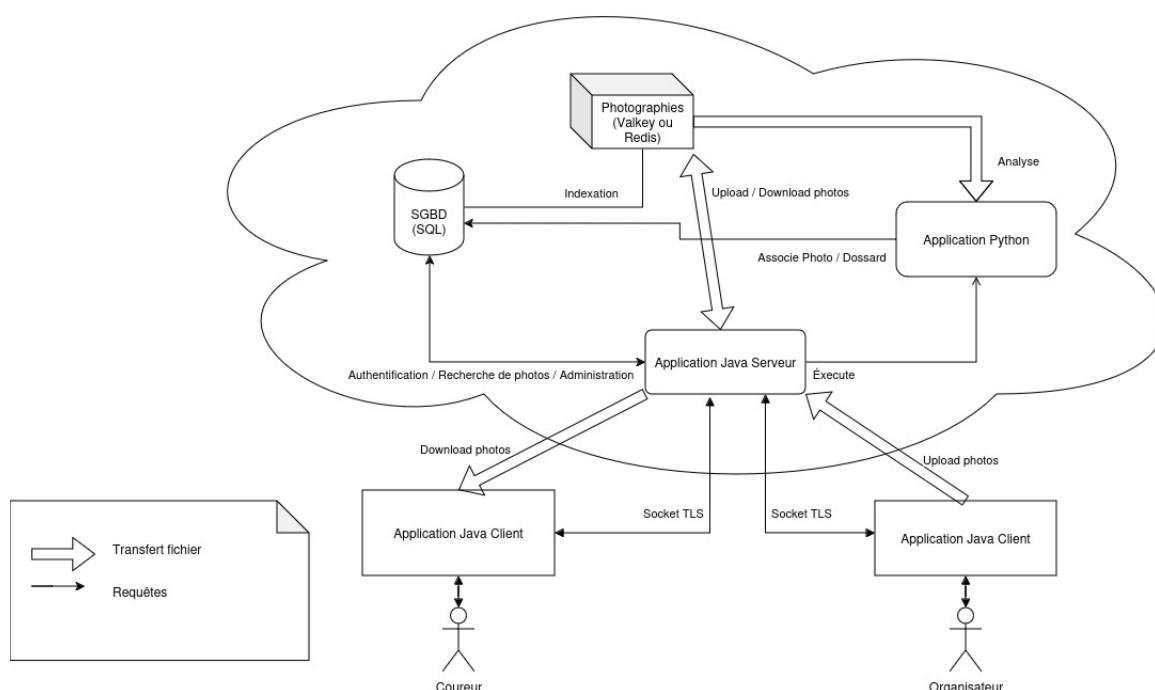 Photographies
(Valkey ou
Redis)
Analyse
Indexation
Upload / Download photos
SGBD
(SQL)
Application Python
Associe Photo / Dossard
Application Java Serveur
Authentification / Recherche de photos / Administration
Éxecute
Download photos
Upload photos
Socket TLS
Socket TLS
Application Java Client
Application Java Client
Transfert fichier
Requêtes
Coureur
Organisateur